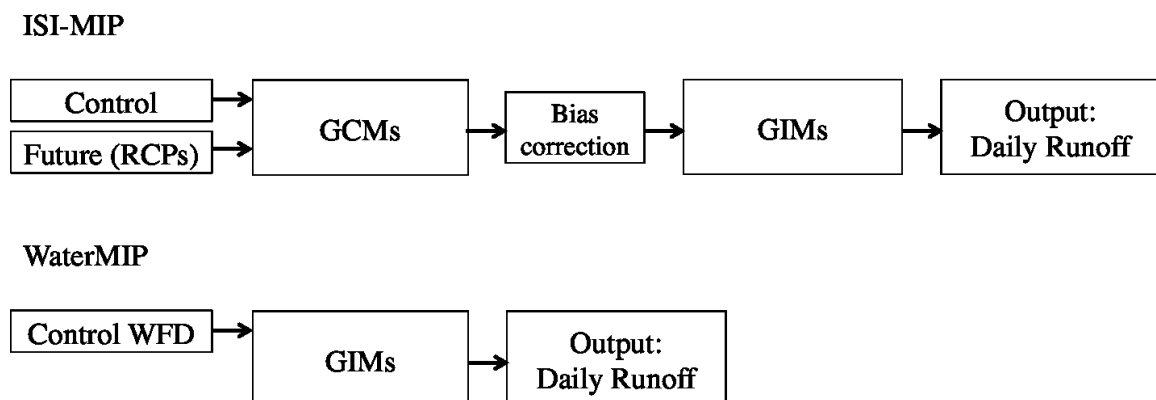 ISI-MIP
Control
Future (RCPs)
GCMs
Bias
correction
GIMs
Output:
Daily Runoff
WaterMIP
Control WFD
GIMs
Output:
Daily Runoff